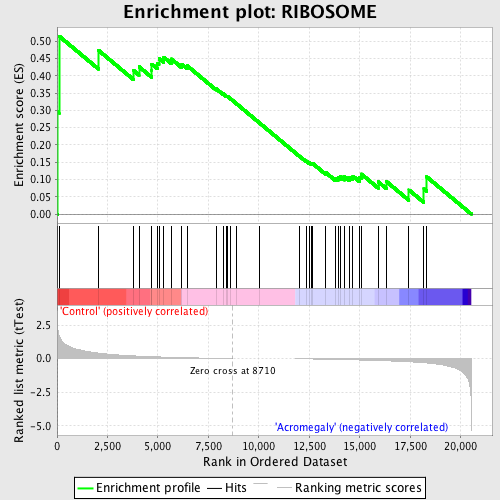 Enrichment plot: RIBOSOME
Enrichment score (ES)
0.50
0.45
0.40
0.35
0.30
0.25
0.20
0.15
0.10
0.05
0.00
'Control' (positively correlated)
Ranked list metric (tTest)
2.5
0.0
-2.5
-5.0
Zero cross at 8710
'Acromegaly' (negatively correlated)
0 2,500 5,000 7,500 10,000 12,500 15,000 17,500 20,000
Rank in Ordered Dataset
Enrichment profile Hits Ranking metric scores